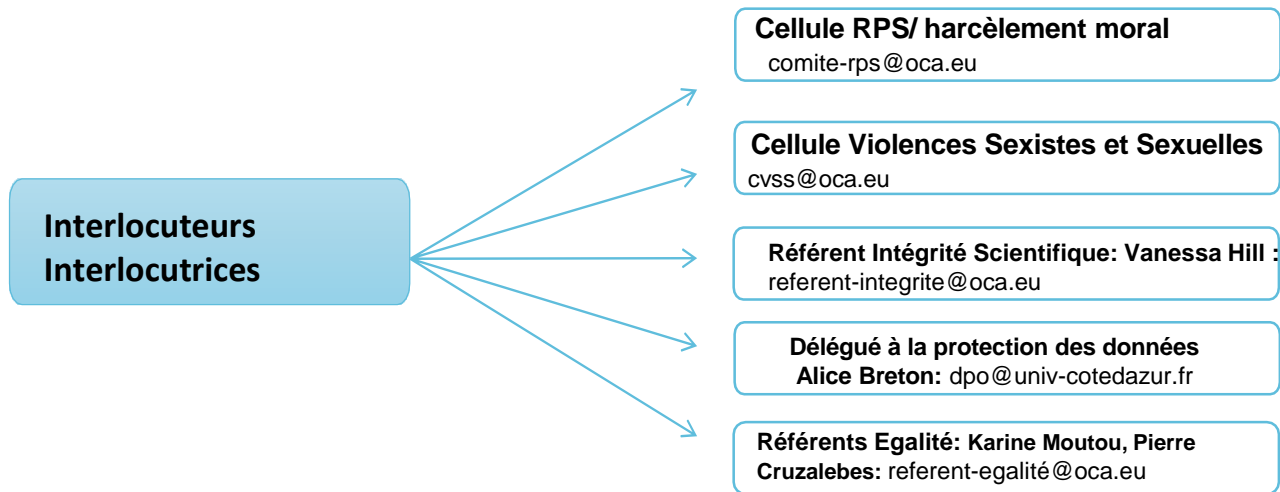 Interlocuteurs
Interlocutrices
Cellule RPS/ harcèlement moral
comite-rps@oca.eu
Cellule Violences Sexistes et Sexuelles
cvss@oca.eu
Référent Intégrité Scientifique: Vanessa Hill :
referent-integrite@oca.eu
Délégué à la protection des données
Alice Breton: dpo@univ-cotedazur.fr
Référents Egalité: Karine Moutou, Pierre
Cruzalebes: referent-egalité@oca.eu